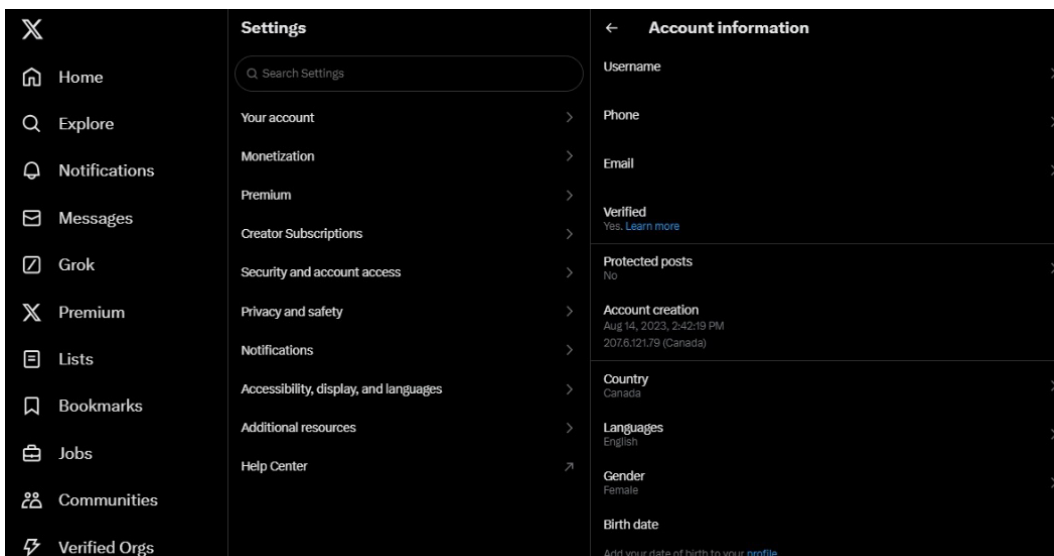 Home
Explore
Notifications
Messages
Grok
Premium
Lists
Bookmarks
Jobs
Communities
Verified Orgs
Settings
Search Settings
Your account
Monetization
Premium
Creator Subscriptions
Security and account access
Privacy and safety
Notifications
Accessibility, display, and languages
Additional resources
Help Center
Account information
Username
Phone
Email
Verified
Yes. Learn more
Protected posts
No
Account creation
Aug 14, 2023, 2:42:19 PM
207.6.121.79 (Canada)
Country
Canada
Languages
English
Gender
Female
Birth date
Add your date of birth to your profile.